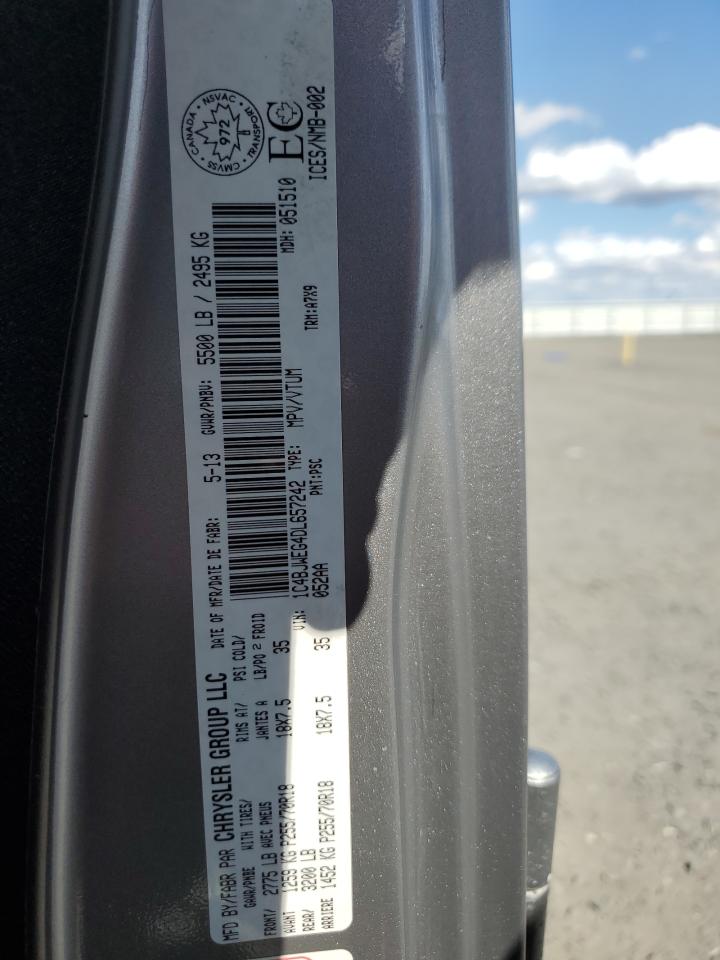 MFD BY/FABR PAR CHRYSLER GROUP LLC
DATE OF MFR/DATE DE FABR: 5-13 GVWR/PNBV: 5500 LB / 2495 KG
GAWR/PNBE WITH TIRES/ RIMS AT/ PSI COLD/
AVEC PNEUS JANTES A LB/PO 2 FROID
FRONT/ 2775 LB
AVANT 1259 KG P255/70R18 18X7.5 35
REAR/ 3200 LB
ARRIERE 1452 KG P255/70R18 18X7.5 35
VIN: 1C4BJWEG4DL657242 TYPE: MPV/VTUM MDH: 051510
052AA PNT:PSC TRM:A7X9
CANADA NSVAC TRANSPORT CMVSS
972
EC
ICES/NMB-002